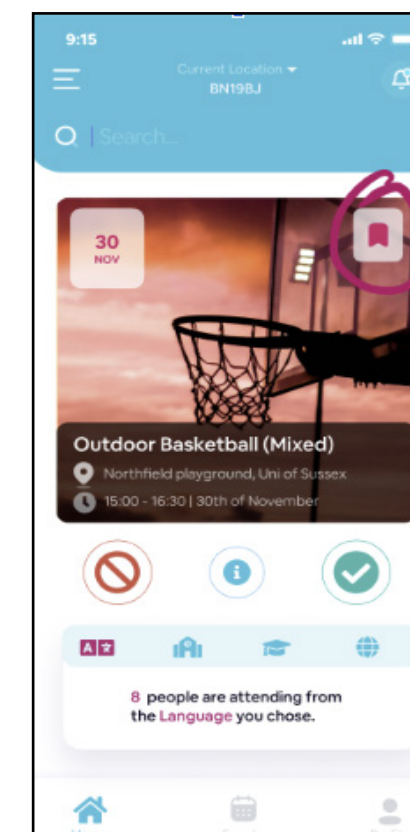 9:15
Current Location
BN19BJ
Search...
30
NOV
Outdoor Basketball (Mixed)
Northfield playground, Uni of Sussex
15:00 - 16:30 | 30th of November
A 文
8 people are attending from
the Language you chose.